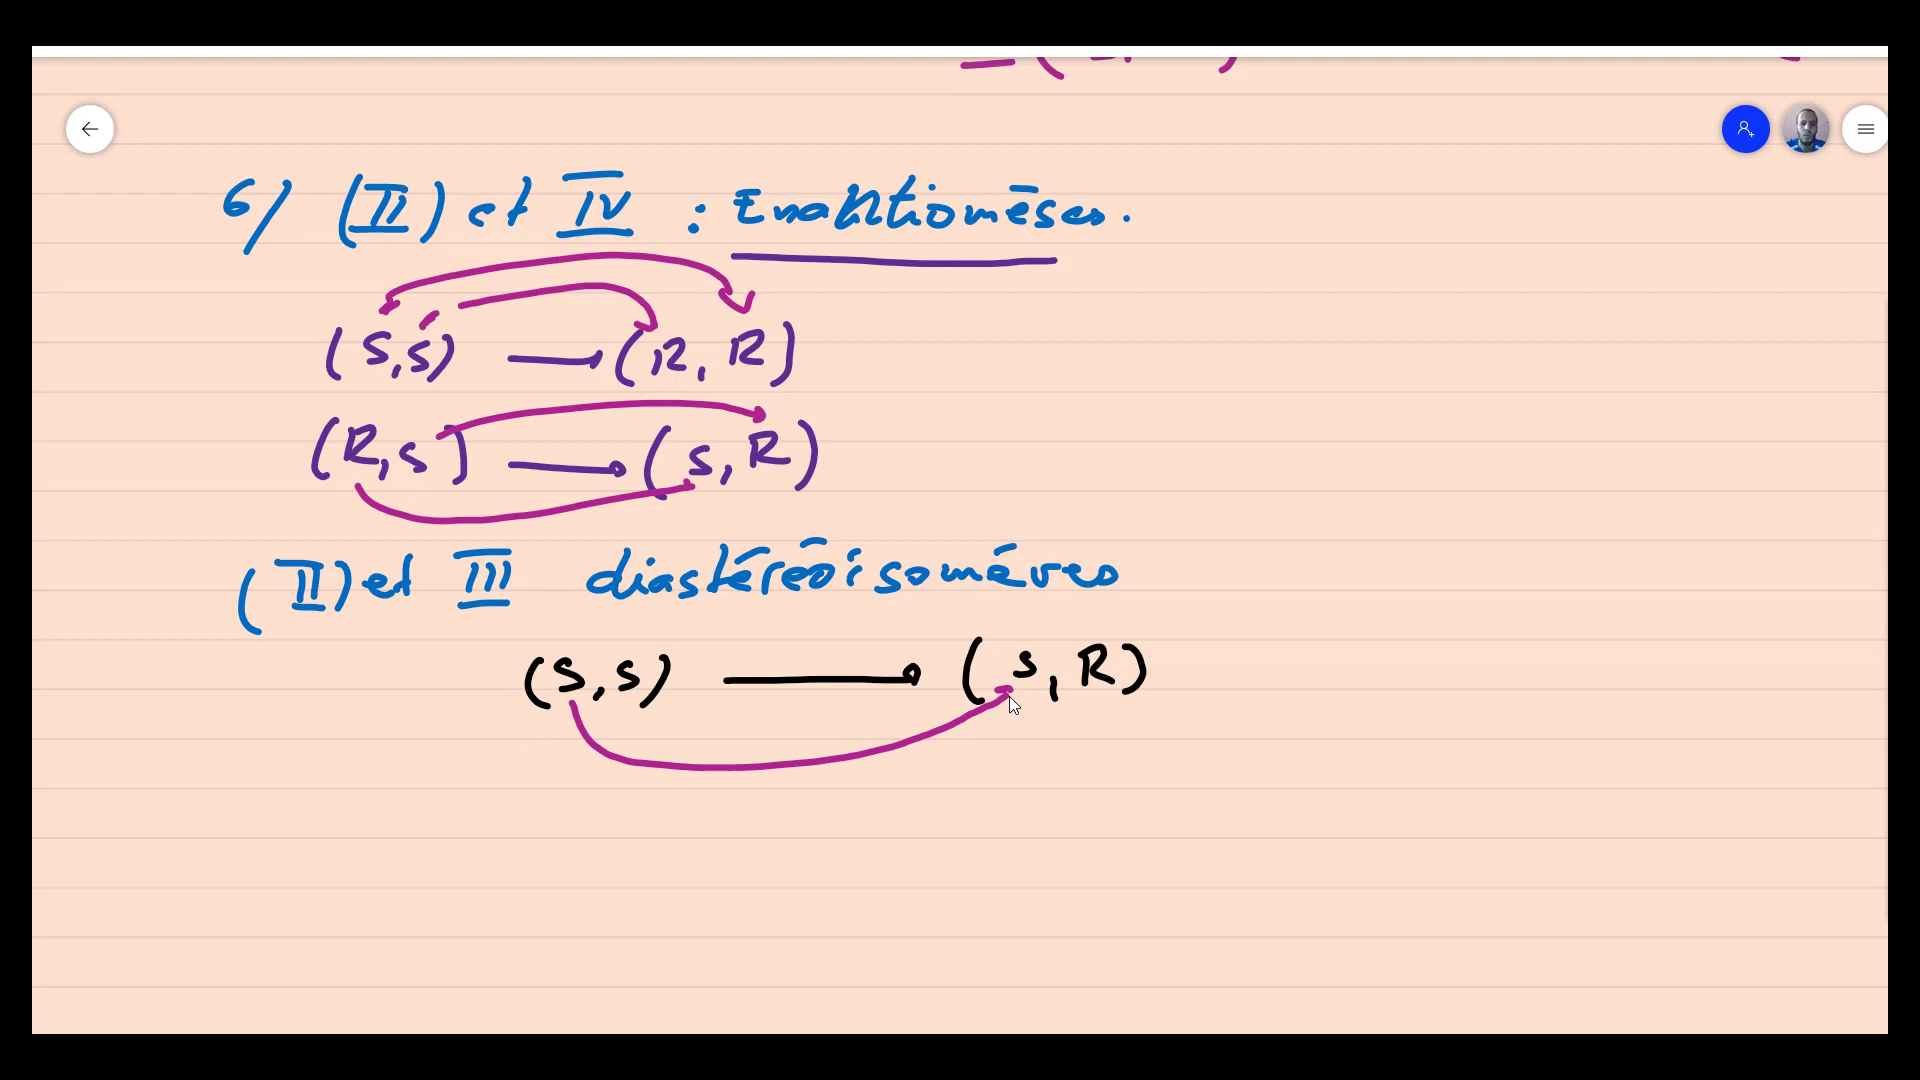 6/ (II) et IV : Enantiomères.
(S,S) → (R, R)
(R,S) → (S, R)
(II) et III diastéréoisomères
(S,S) → (S, R)